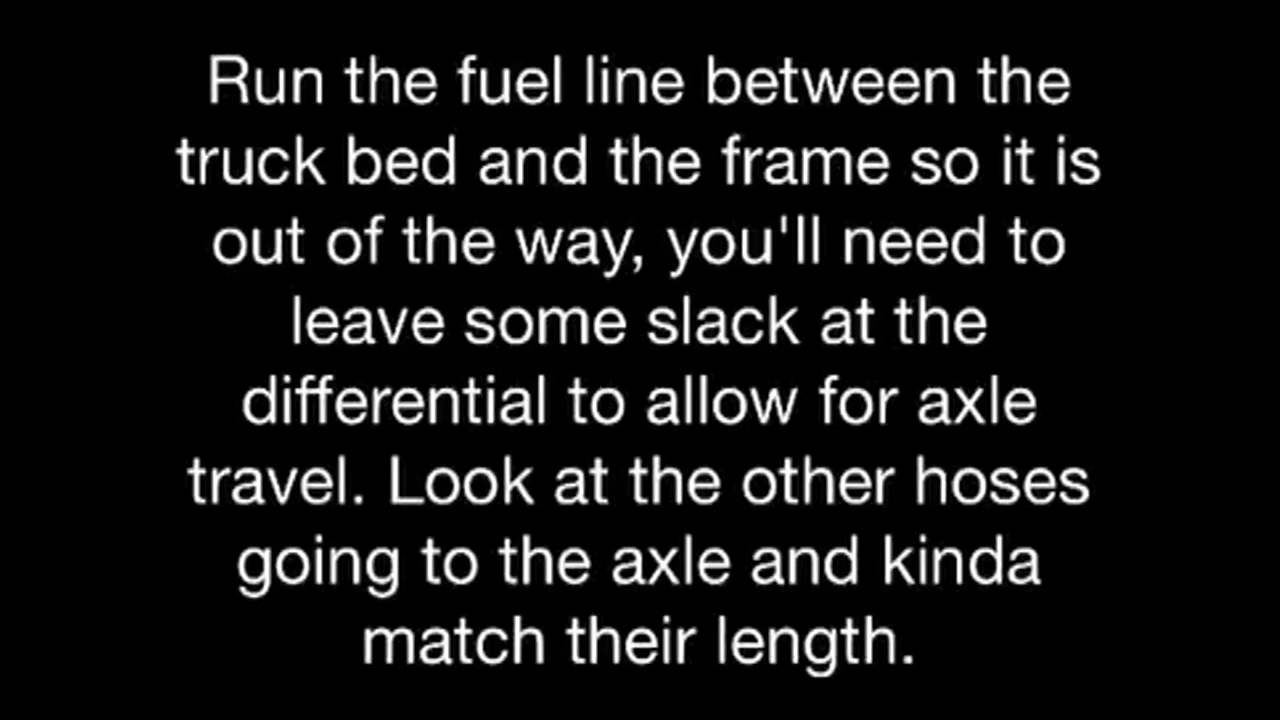 Run the fuel line between the
truck bed and the frame so it is
out of the way, you'll need to
leave some slack at the
differential to allow for axle
travel. Look at the other hoses
going to the axle and kinda
match their length.